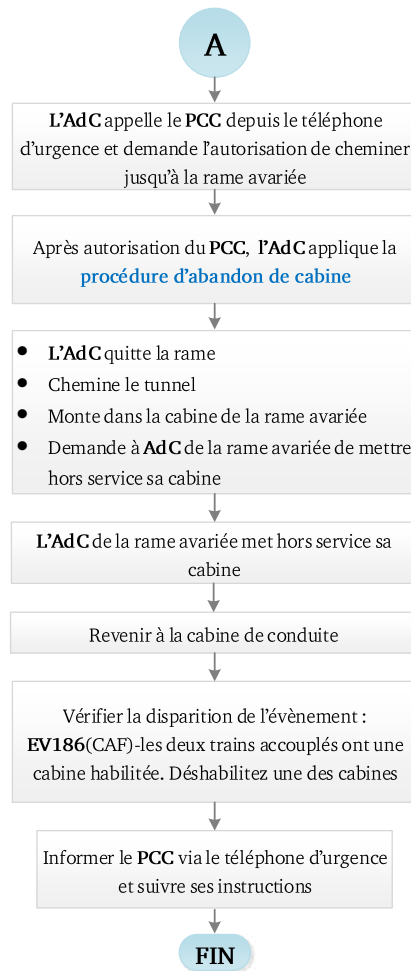 A
L'AdC appelle le PCC depuis le téléphone
d'urgence et demande l'autorisation de cheminer
jusqu'à la rame avariée
Après autorisation du PCC, l'AdC applique la
procédure d'abandon de cabine
• L'AdC quitte la rame
• Chemine le tunnel
• Monte dans la cabine de la rame avariée
• Demande à AdC de la rame avariée de mettre
hors service sa cabine
L'AdC de la rame avariée met hors service sa
cabine
Revenir à la cabine de conduite
Vérifier la disparition de l'évènement :
EV186(CAF)-les deux trains accouplés ont une
cabine habilitée. Déshabilitez une des cabines
Informer le PCC via le téléphone d'urgence
et suivre ses instructions
FIN